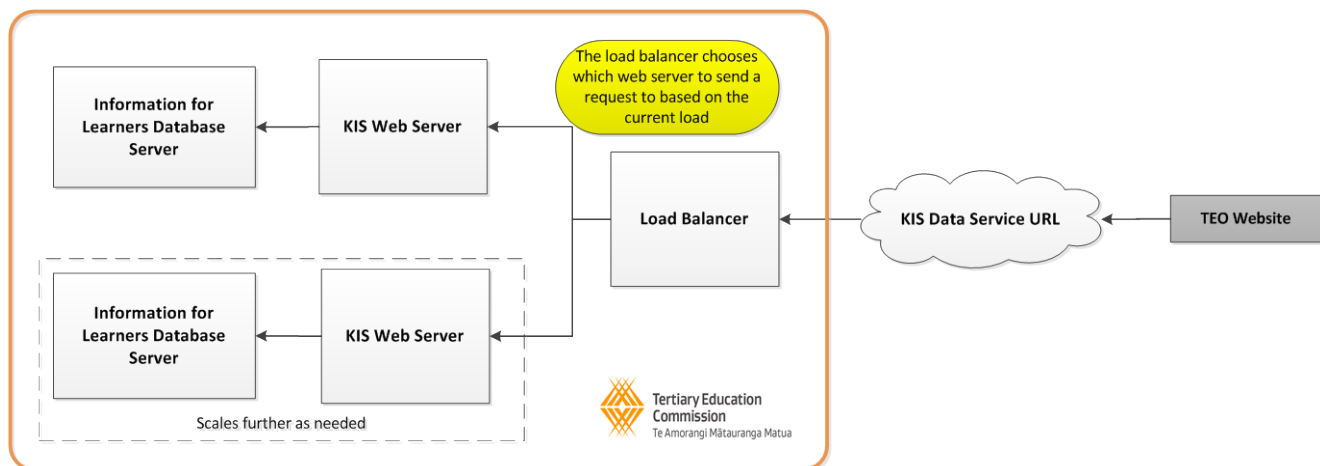 The load balancer chooses
which web server to send a
request to based on the
current load
Information for
Learners Database
Server
KIS Web Server
Load Balancer
KIS Data Service URL
TEO Website
Information for
Learners Database
Server
KIS Web Server
Scales further as needed
Tertiary Education
Commission
Te Amorangi Mātauranga Matua